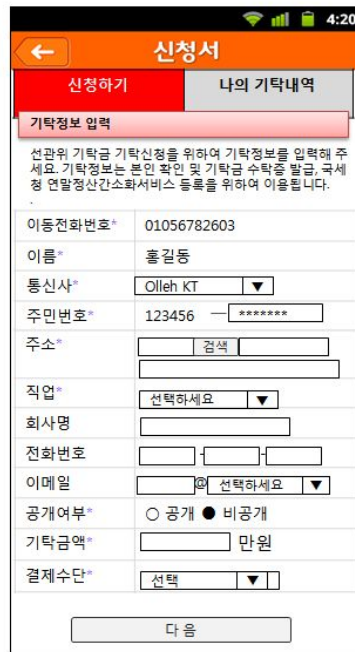 4:20
신청서
신청하기 나의 기탁내역
기탁정보 입력
선관위 기탁금 기탁신청을 위하여 기탁정보를 입력해 주
세요. 기탁정보는 본인 확인 및 기탁금 수탁증 발급, 국세
청 연말정산간소화서비스 등록을 위하여 이용됩니다.
.
이동전화번호* 01056782603
이름* 홍길동
통신사* Olleh KT ▼
주민번호* 123456 — *******
주소* 검색
직업* 선택하세요 ▼
회사명
전화번호 - -
이메일 @ 선택하세요 ▼
공개여부* ○ 공개 ● 비공개
기탁금액* 만원
결제수단* 선택 ▼
다 음